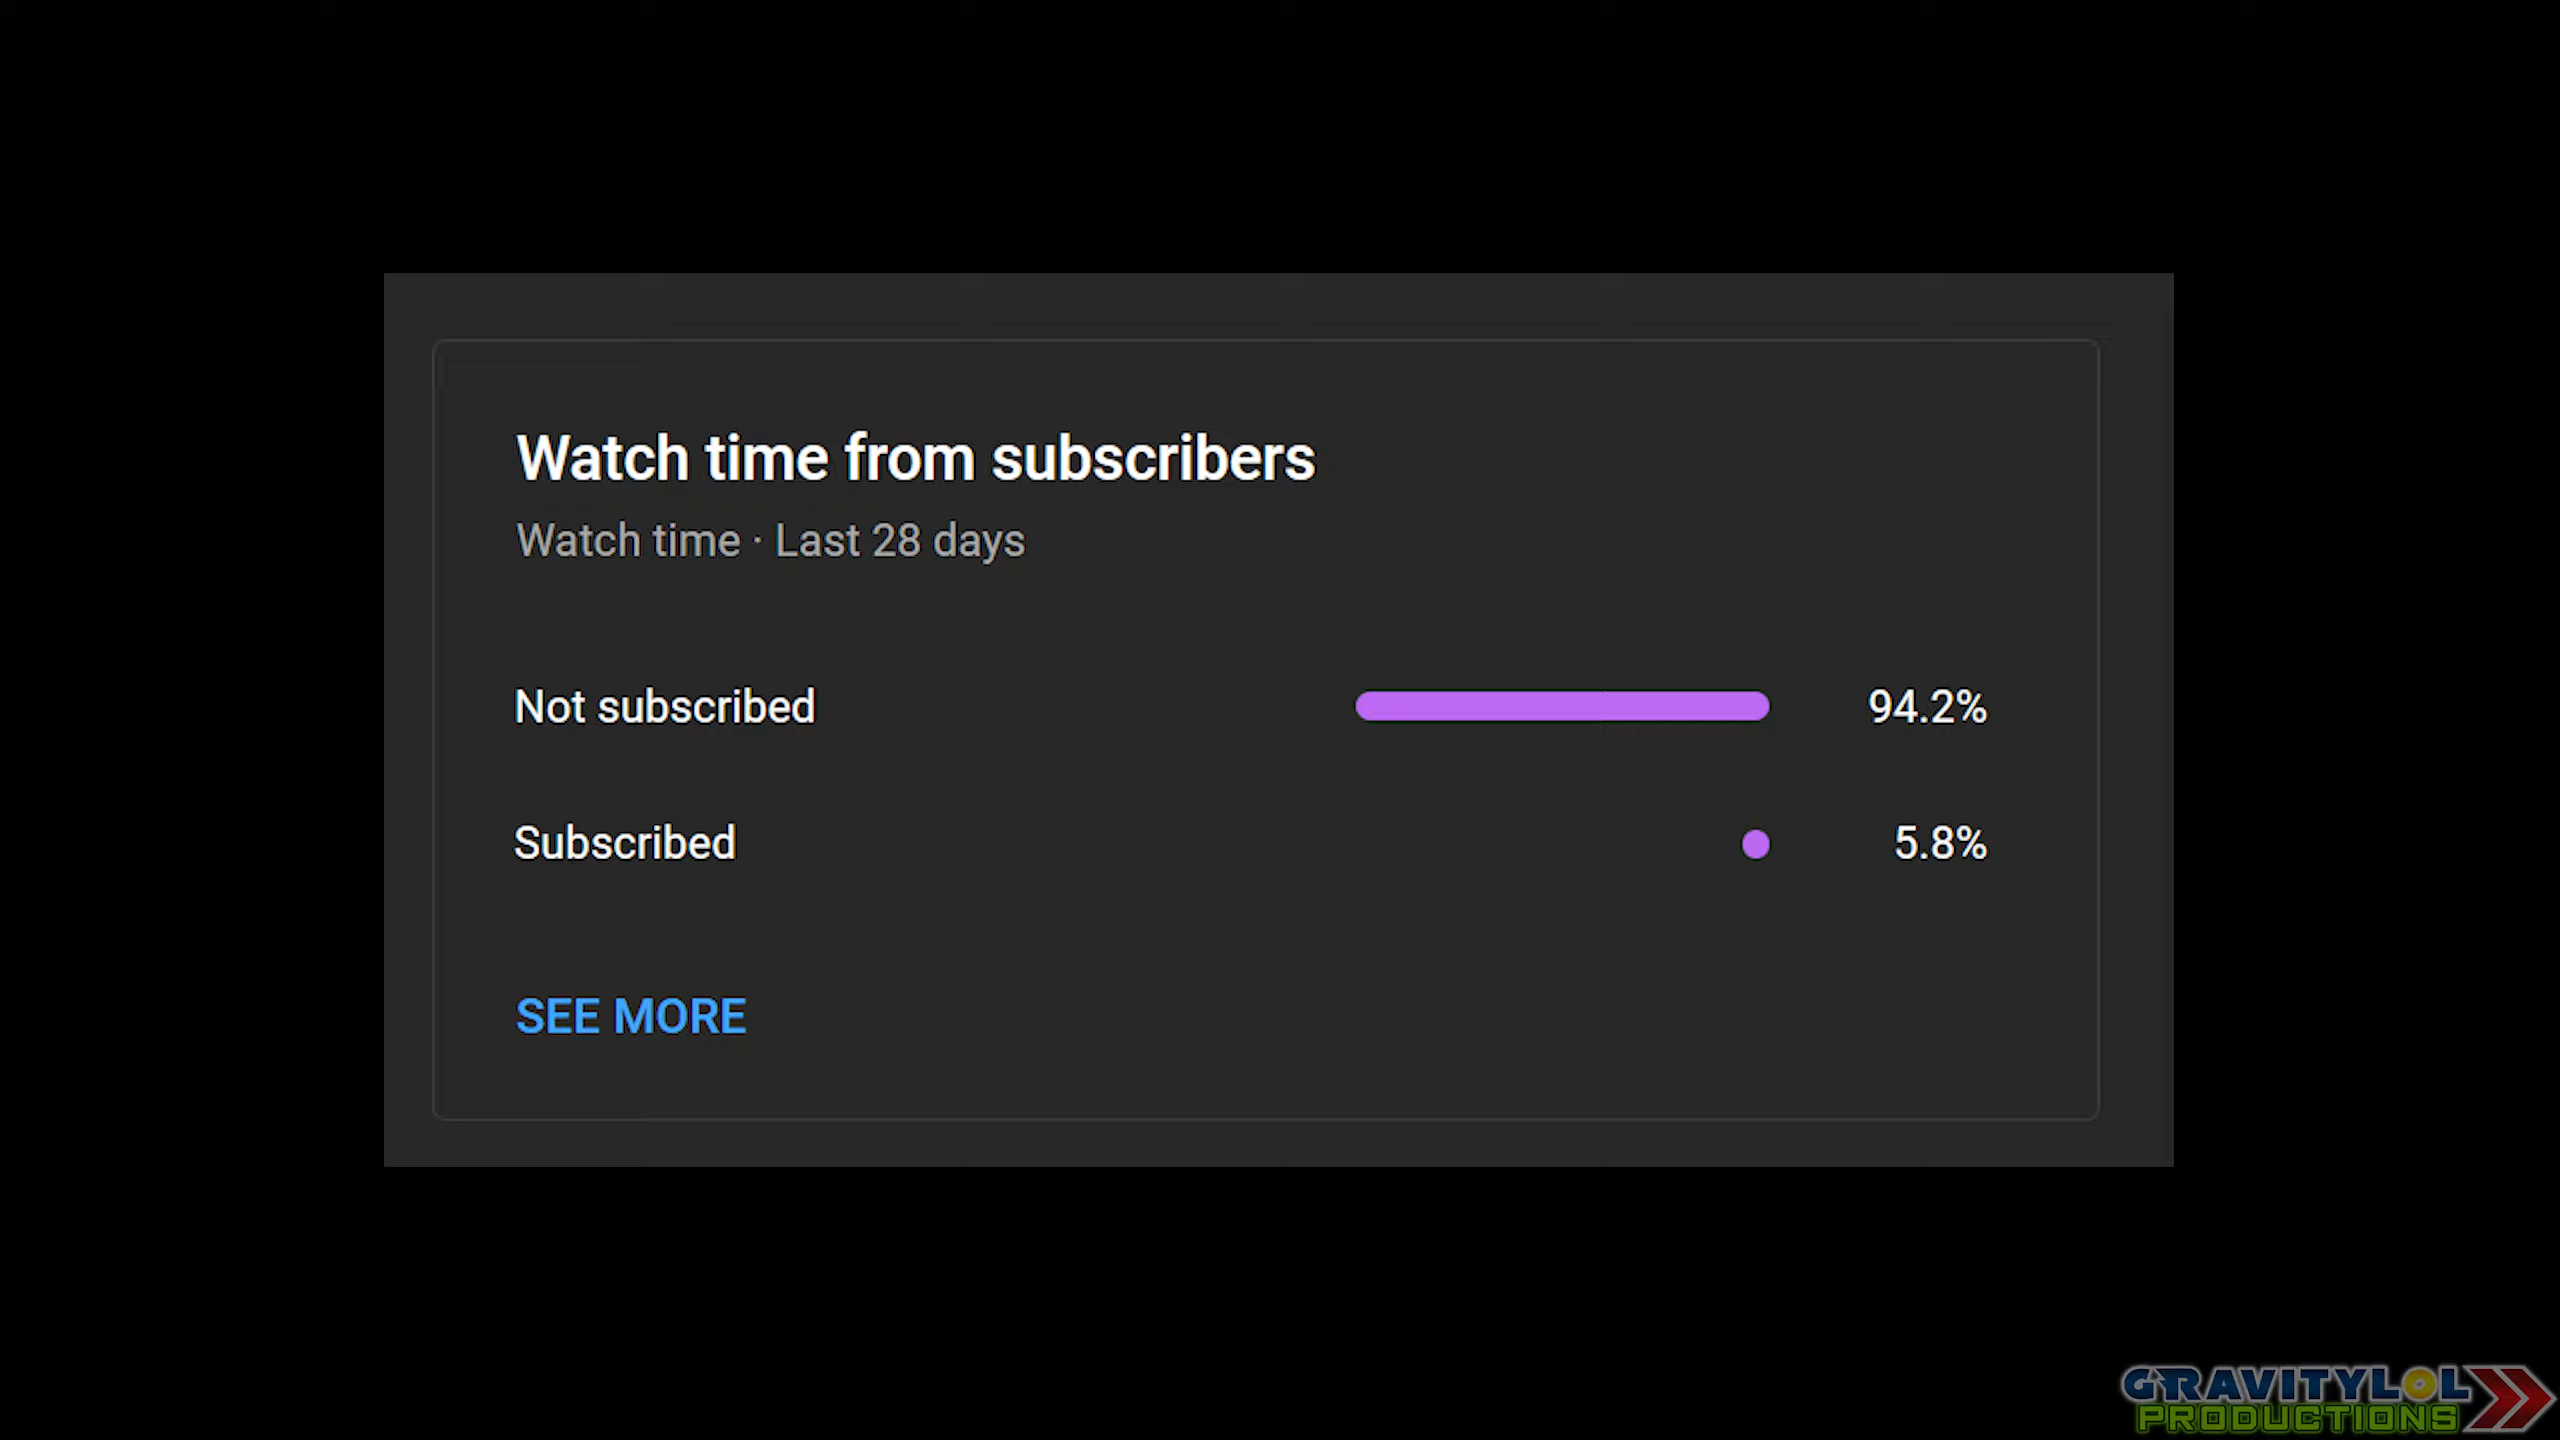 Watch time from subscribers
Watch time · Last 28 days
Not subscribed 94.2%
Subscribed 5.8%
SEE MORE
GRAVITYLOL
PRODUCTIONS